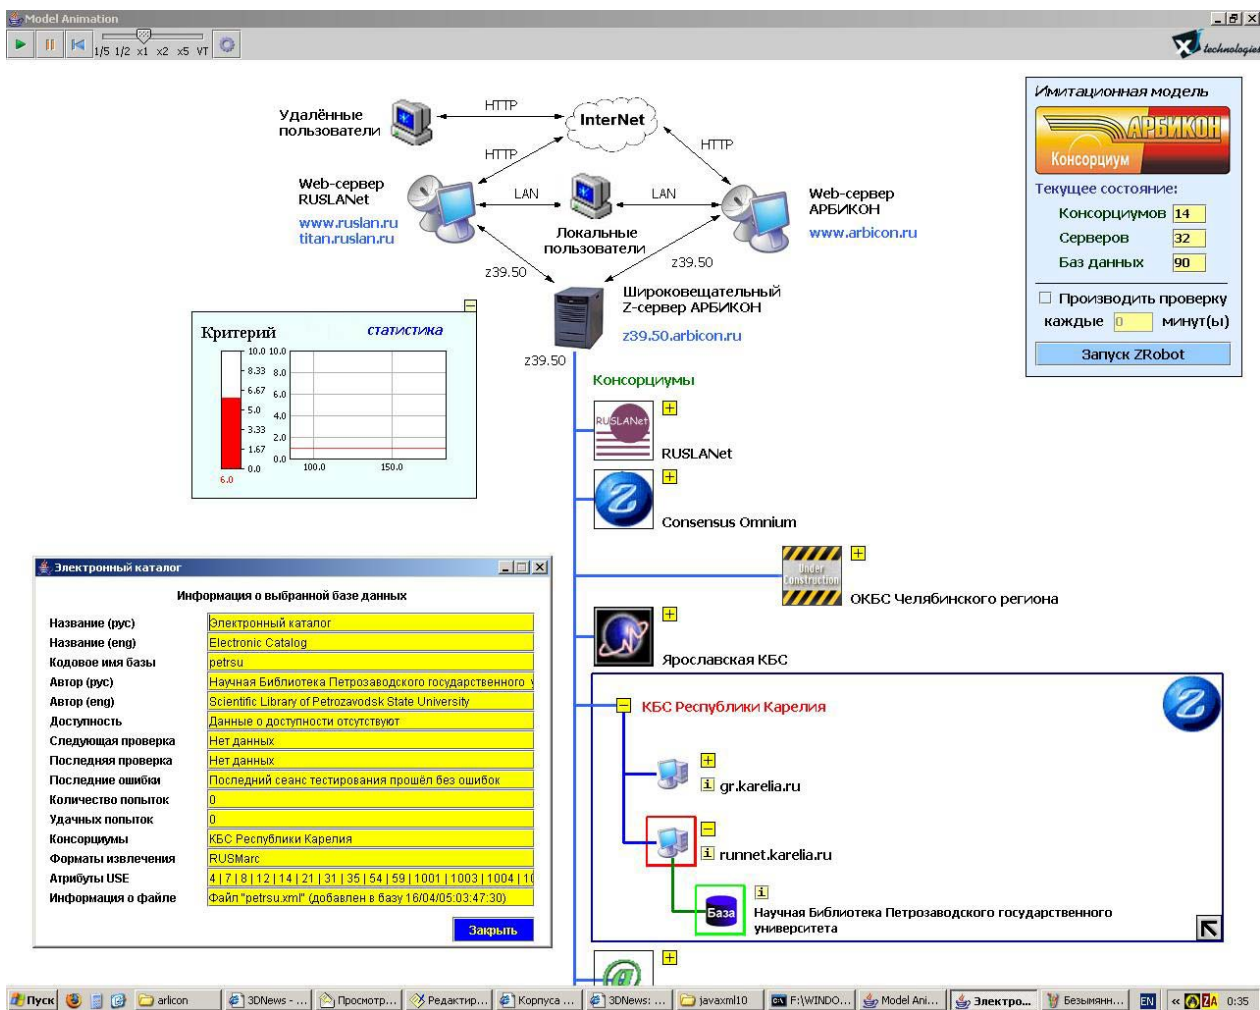 Model Animation
1/5 1/2 x1 x2 x5 VT
technologies
Удалённые
пользователи
HTTP
InterNet
HTTP
HTTP
Web-сервер
RUSLANet
www.ruslan.ru
titan.ruslan.ru
LAN
LAN
Локальные
пользователи
Web-сервер
АРБИКОН
www.arbicon.ru
z39.50
z39.50
Широковещательный
Z-сервер АРБИКОН
z39.50.arbicon.ru
z39.50
Имитационная модель
АРБИКОН
Консорциум
Текущее состояние:
Консорциумов 14
Серверов 32
Баз данных 90
Производить проверку
каждые 0 минут(ы)
Запуск ZRobot
Критерий статистика
10.0 10.0
8.33 8.0
6.67 6.0
5.0 4.0
3.33
1.67 2.0
0.0 0.0
100.0 150.0
6.0
Консорциумы
RUSLANet
RUSLANet
Z
Consensus Omnium
Under
Construction
ОКБС Челябинского региона
Ярославская КБС
КБС Республики Карелия
Z
gr.karelia.ru
runnet.karelia.ru
База
Научная Библиотека Петрозаводского государственного
университета
Электронный каталог
Информация о выбранной базе данных
Название (рус) Электронный каталог
Название (eng) Electronic Catalog
Кодовое имя базы petrsu
Автор (рус) Научная Библиотека Петрозаводского государственного
Автор (eng) Scientific Library of Petrozavodsk State University
Доступность Данные о доступности отсутствуют
Следующая проверка Нет данных
Последняя проверка Нет данных
Последние ошибки Последний сеанс тестирования прошёл без ошибок
Количество попыток 0
Удачных попыток 0
Консорциумы КБС Республики Карелия
Форматы извлечения RUSMarc
Атрибуты USE 4 | 7 | 8 | 12 | 14 | 21 | 31 | 35 | 54 | 59 | 1001 | 1003 | 1004 | 10
Информация о файле Файл "petrsu.xml" (добавлен в базу 16/04/05:03:47:30)
Закрыть
Пуск arlicon 3DNews - ... Просмотр... Редактир... Корпуса ... 3DNews: ... javaxml10 F:\WINDO... Model Ani... Электро... Безымянн... EN « 0:35